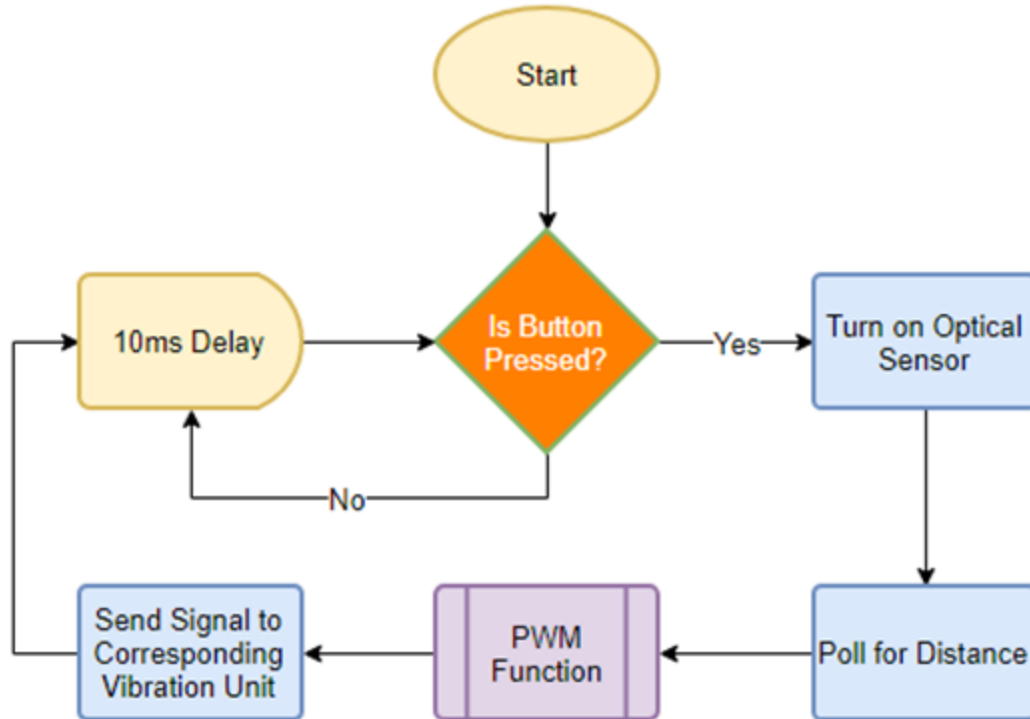 Start
10ms Delay
Is Button
Pressed?
Yes
Turn on Optical
Sensor
No
Send Signal to
Corresponding
Vibration Unit
PWM
Function
Poll for Distance